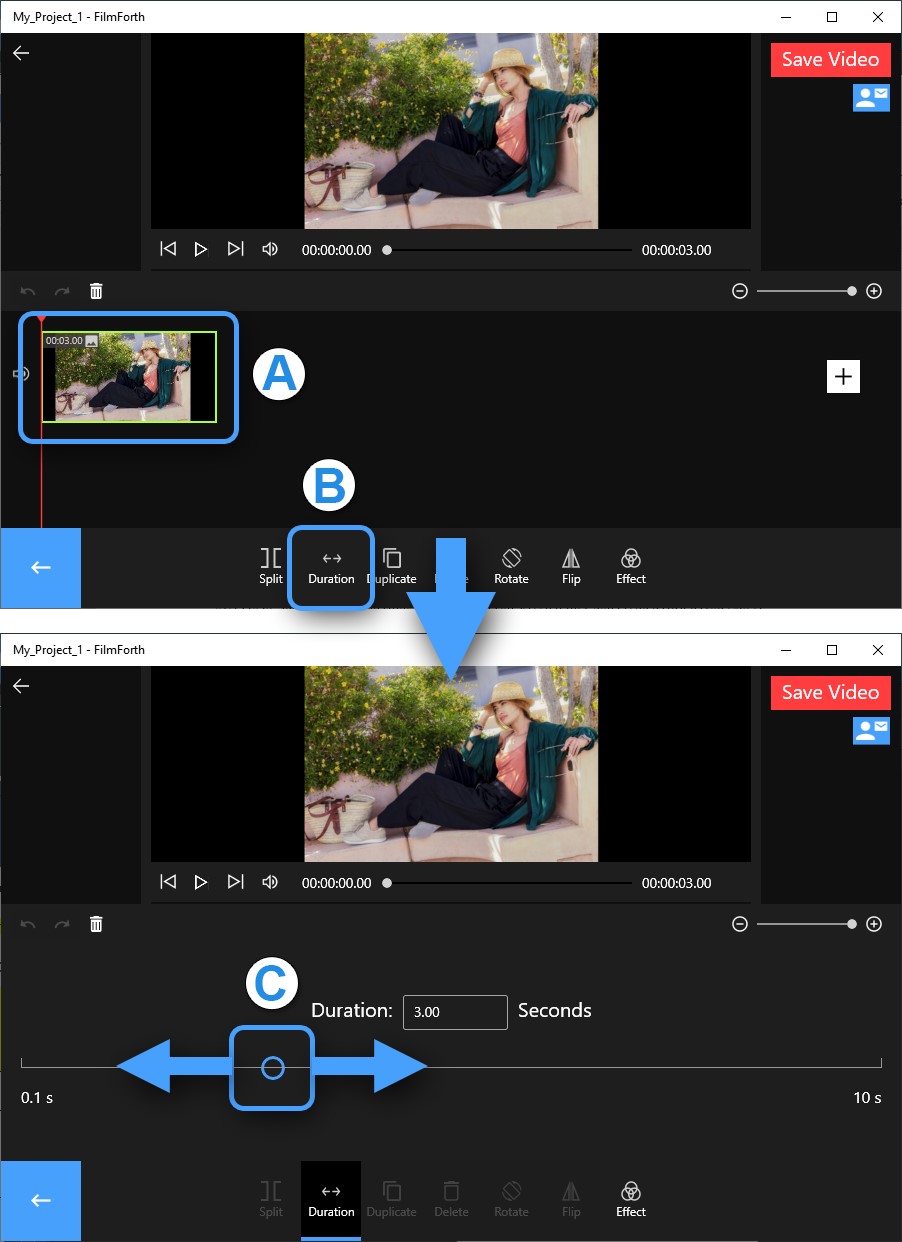 My_Project_1 - FilmForth
Save Video
00:00:00.00
00:00:03.00
00:03.00
A
B
Split
Duration
Duplicate
Rotate
Flip
Effect
My_Project_1 - FilmForth
Save Video
00:00:00.00
00:00:03.00
C
Duration: 3.00 Seconds
0.1 s
10 s
Split
Duration
Duplicate
Delete
Rotate
Flip
Effect